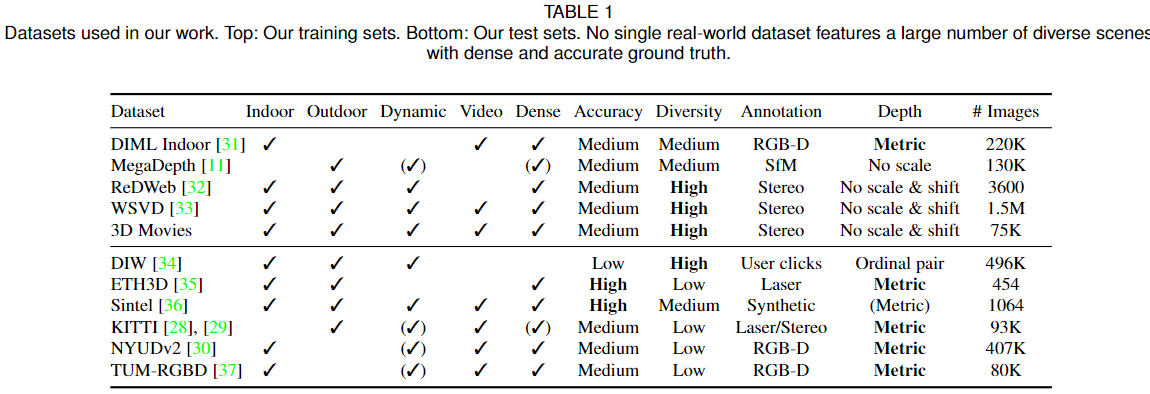 TABLE 1
Datasets used in our work. Top: Our training sets. Bottom: Our test sets. No single real-world dataset features a large number of diverse scenes
with dense and accurate ground truth.
Dataset Indoor Outdoor Dynamic Video Dense Accuracy Diversity Annotation Depth # Images
DIML Indoor [31] ✓ ✓ ✓ Medium Medium RGB-D Metric 220K
MegaDepth [11] ✓ (✓) (✓) Medium Medium SfM No scale 130K
ReDWeb [32] ✓ ✓ ✓ ✓ Medium High Stereo No scale & shift 3600
WSVD [33] ✓ ✓ ✓ ✓ ✓ Medium High Stereo No scale & shift 1.5M
3D Movies ✓ ✓ ✓ ✓ ✓ Medium High Stereo No scale & shift 75K
DIW [34] ✓ ✓ ✓ Low High User clicks Ordinal pair 496K
ETH3D [35] ✓ ✓ ✓ High Low Laser Metric 454
Sintel [36] ✓ ✓ ✓ ✓ ✓ High Medium Synthetic (Metric) 1064
KITTI [28], [29] ✓ (✓) ✓ (✓) Medium Low Laser/Stereo Metric 93K
NYUDv2 [30] ✓ (✓) ✓ ✓ Medium Low RGB-D Metric 407K
TUM-RGBD [37] ✓ (✓) ✓ ✓ Medium Low RGB-D Metric 80K